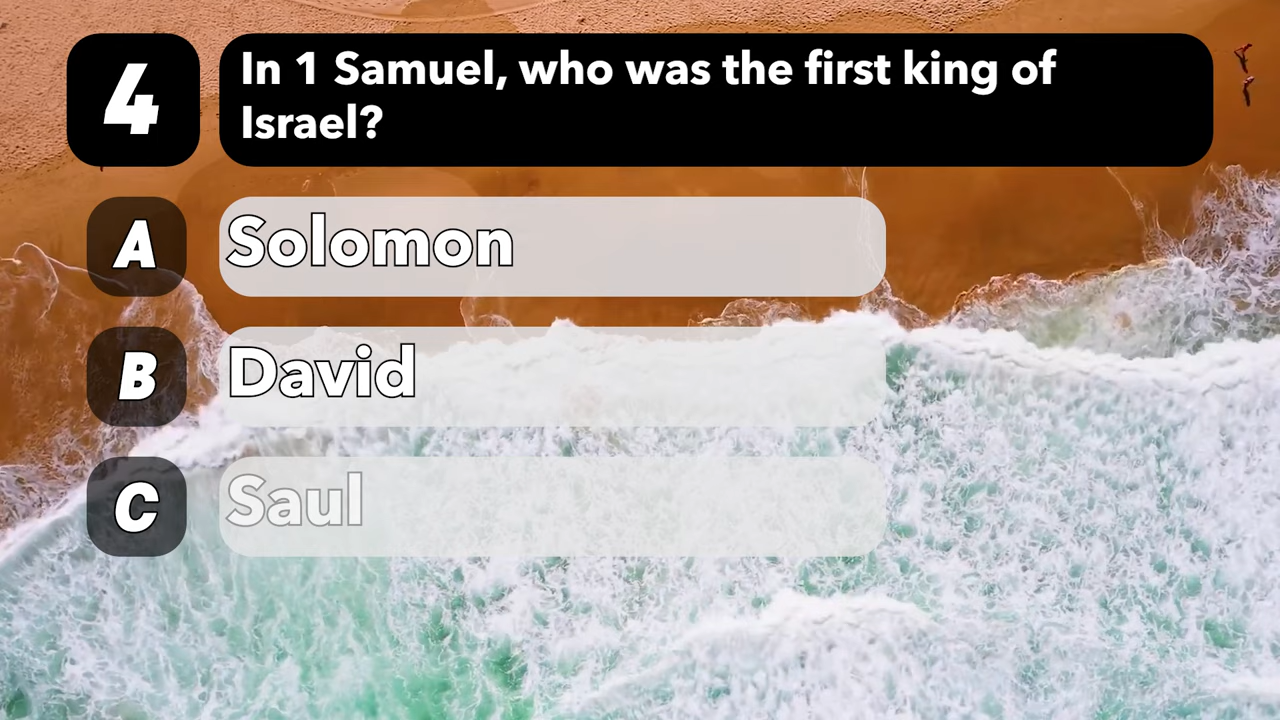 4
In 1 Samuel, who was the first king of
Israel?
A
Solomon
B
David
C
Saul